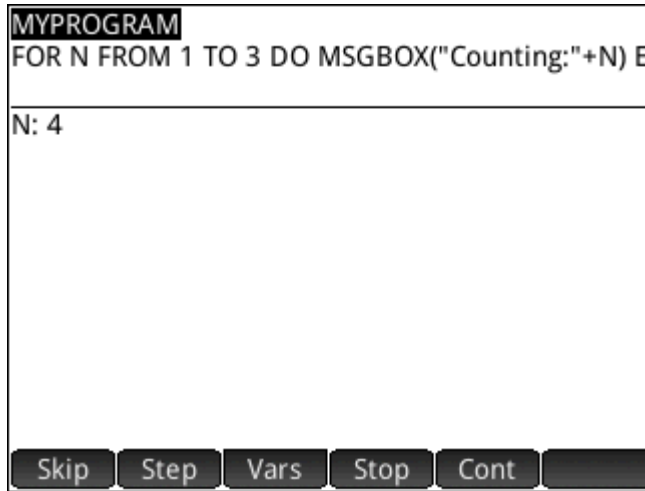 MYPROGRAM
FOR N FROM 1 TO 3 DO MSGBOX("Counting:"+N) E
N: 4
Skip Step Vars Stop Cont